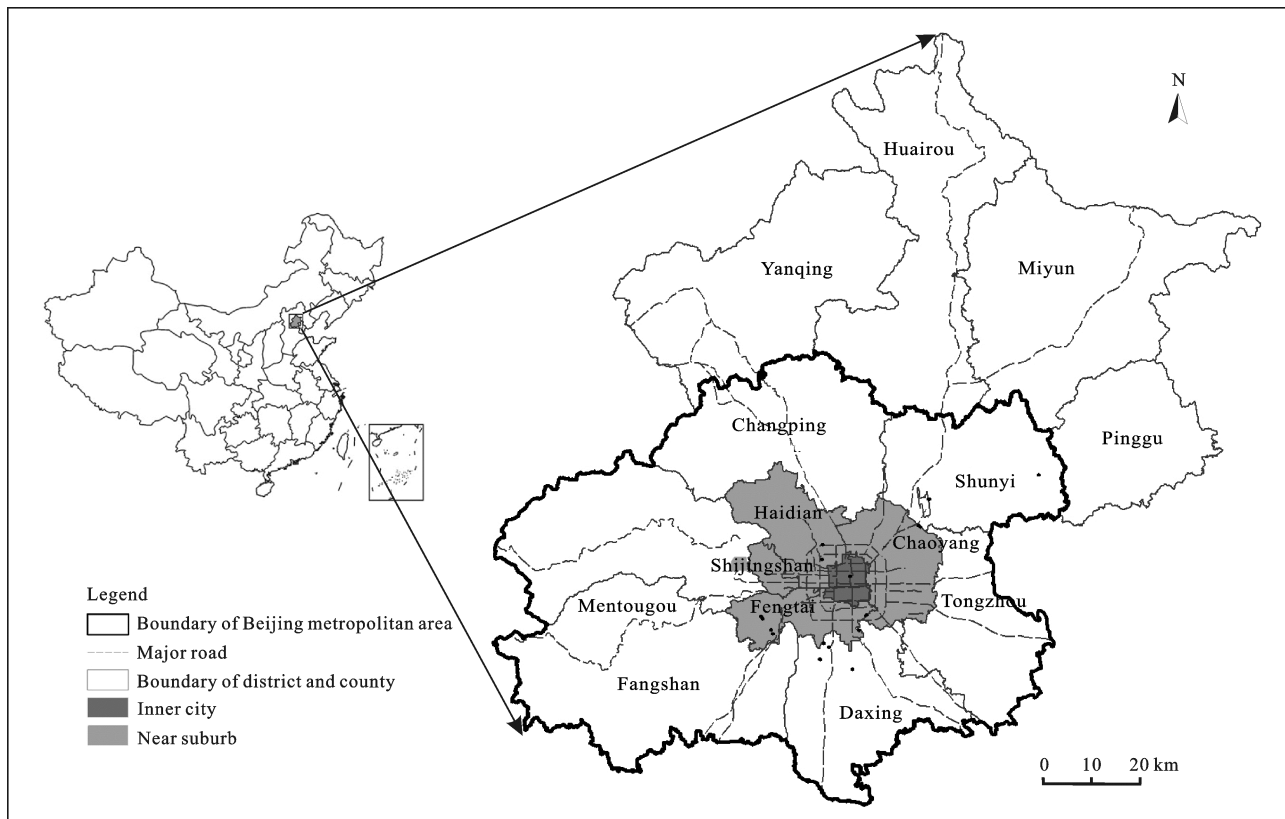 N
Huairou
Yanqing
Miyun
Changping
Pinggu
Shunyi
Haidian
Chaoyang
Shijingshan
Mentougou
Fengtai
Tongzhou
Fangshan
Daxing
Legend
Boundary of Beijing metropolitan area
Major road
Boundary of district and county
Inner city
Near suburb
0 10 20 km